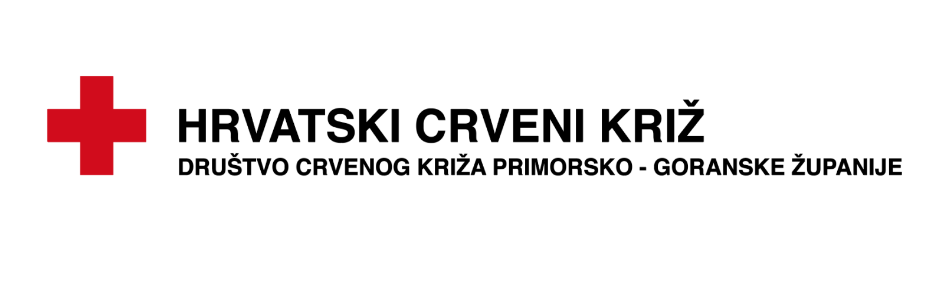 HRVATSKI CRVENI KRIŽ
DRUŠTVO CRVENOG KRIŽA PRIMORSKO - GORANSKE ŽUPANIJE